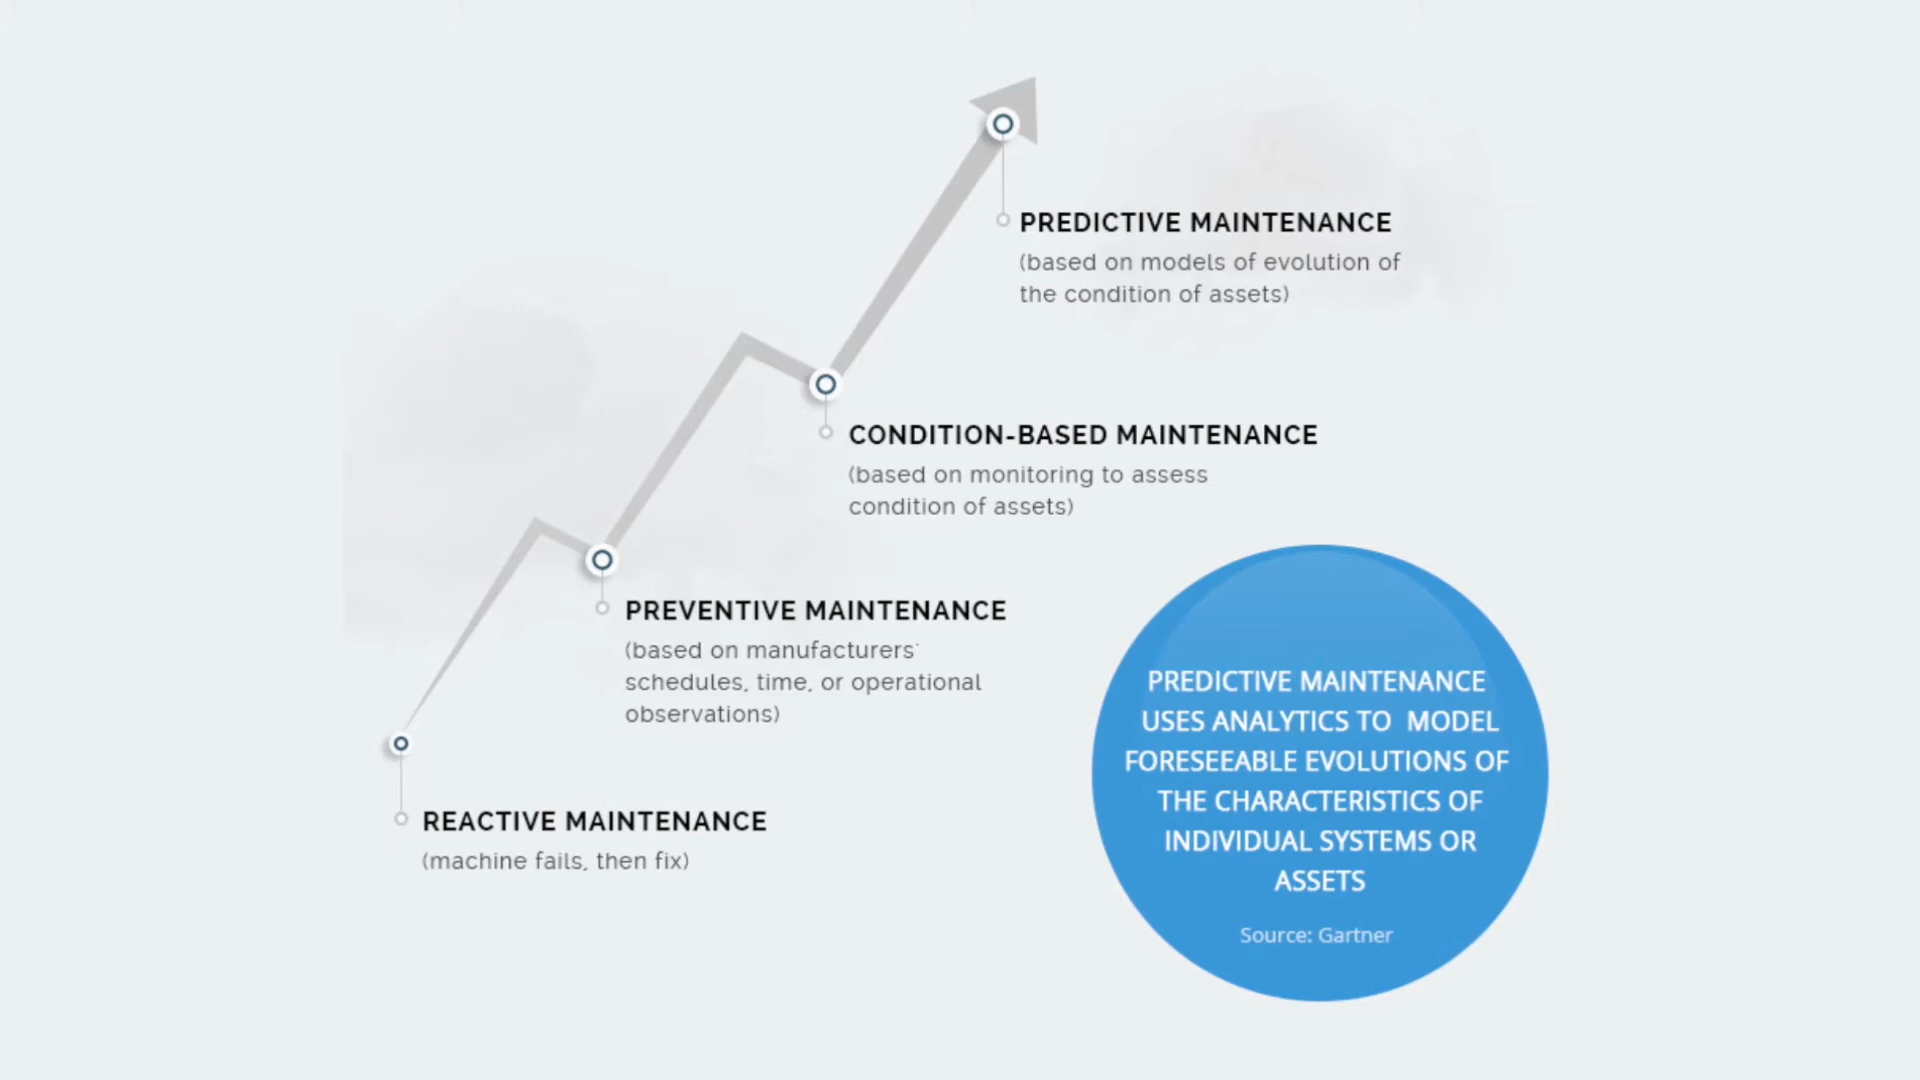 PREDICTIVE MAINTENANCE
(based on models of evolution of
the condition of assets)
CONDITION-BASED MAINTENANCE
(based on monitoring to assess
condition of assets)
PREVENTIVE MAINTENANCE
(based on manufacturers'
schedules, time, or operational
observations)
REACTIVE MAINTENANCE
(machine fails, then fix)
PREDICTIVE MAINTENANCE
USES ANALYTICS TO  MODEL
FORESEEABLE EVOLUTIONS OF
THE CHARACTERISTICS OF
INDIVIDUAL SYSTEMS OR
ASSETS
Source: Gartner